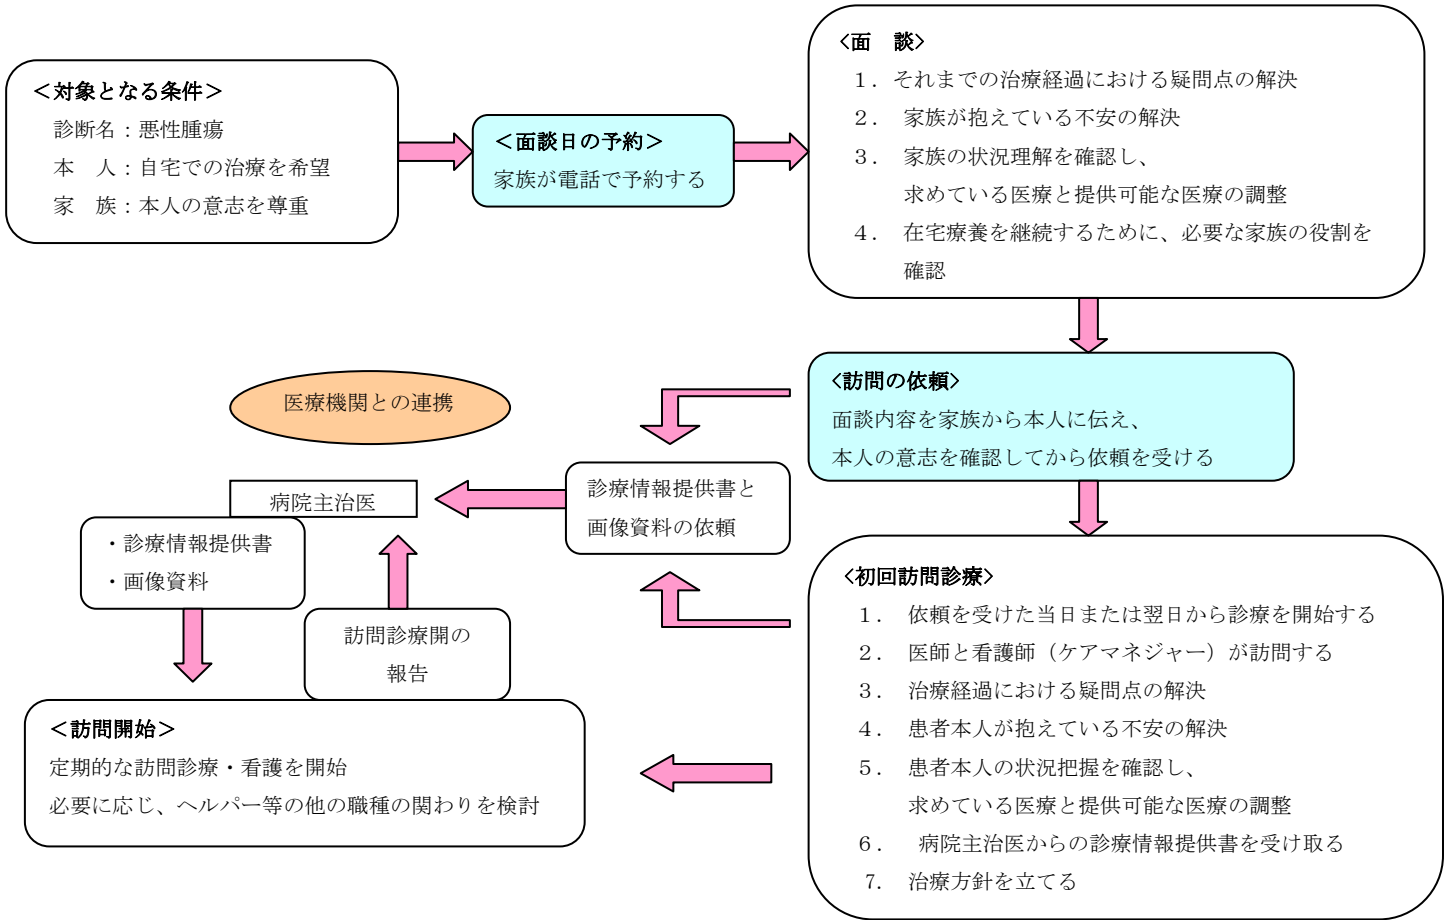 ＜対象となる条件＞
診断名：悪性腫瘍
本　人：自宅での治療を希望
家　族：本人の意志を尊重
＜面談日の予約＞
家族が電話で予約する
<面　談>
１．それまでの治療経過における疑問点の解決
２．　家族が抱えている不安の解決
３．　家族の状況理解を確認し、
求めている医療と提供可能な医療の調整
４．　在宅療養を継続するために、必要な家族の役割を
確認
<訪問の依頼>
面談内容を家族から本人に伝え、
本人の意志を確認してから依頼を受ける
医療機関との連携
診療情報提供書と
画像資料の依頼
病院主治医
・診療情報提供書
・画像資料
訪問診療開の
報告
<初回訪問診療>
１．　依頼を受けた当日または翌日から診療を開始する
２．　医師と看護師（ケアマネジャー）が訪問する
３．　治療経過における疑問点の解決
４．　患者本人が抱えている不安の解決
５．　患者本人の状況把握を確認し、
求めている医療と提供可能な医療の調整
６．　病院主治医からの診療情報提供書を受け取る
7.　治療方針を立てる
＜訪問開始＞
定期的な訪問診療・看護を開始
必要に応じ、ヘルパー等の他の職種の関わりを検討